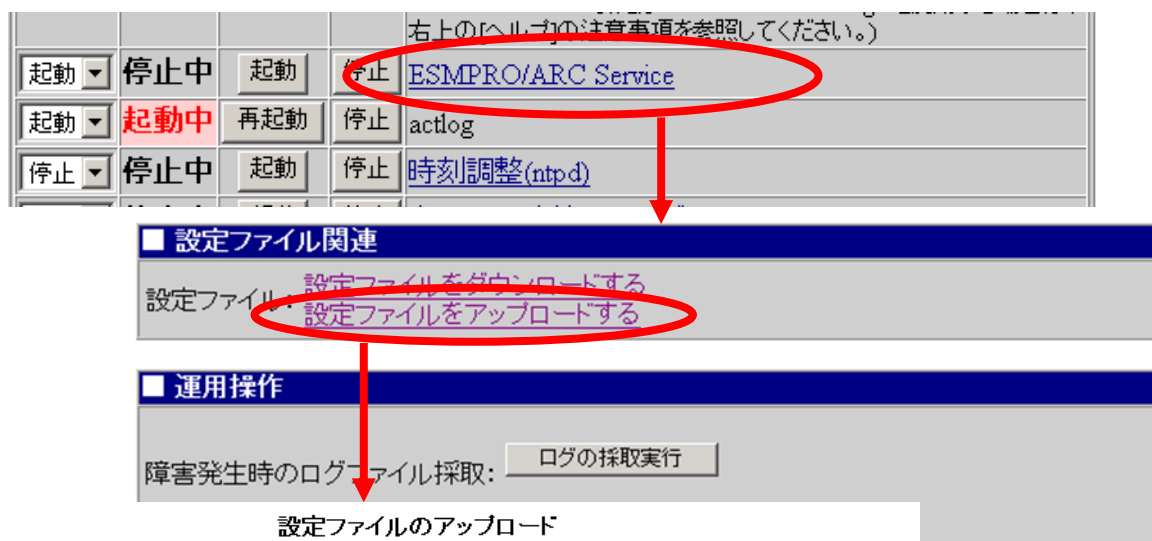 右上の[ヘルプ]の注意事項を参照してください。)
起動 停止中 起動 停止 ESMPRO/ARC Service
起動 起動中 再起動 停止 actlog
停止 停止中 起動 停止 時刻調整(ntpd)
■ 設定ファイル関連
設定ファイル: 設定ファイルをダウンロードする
設定ファイルをアップロードする
■ 運用操作
障害発生時のログファイル採取: ログの採取実行
設定ファイルのアップロード